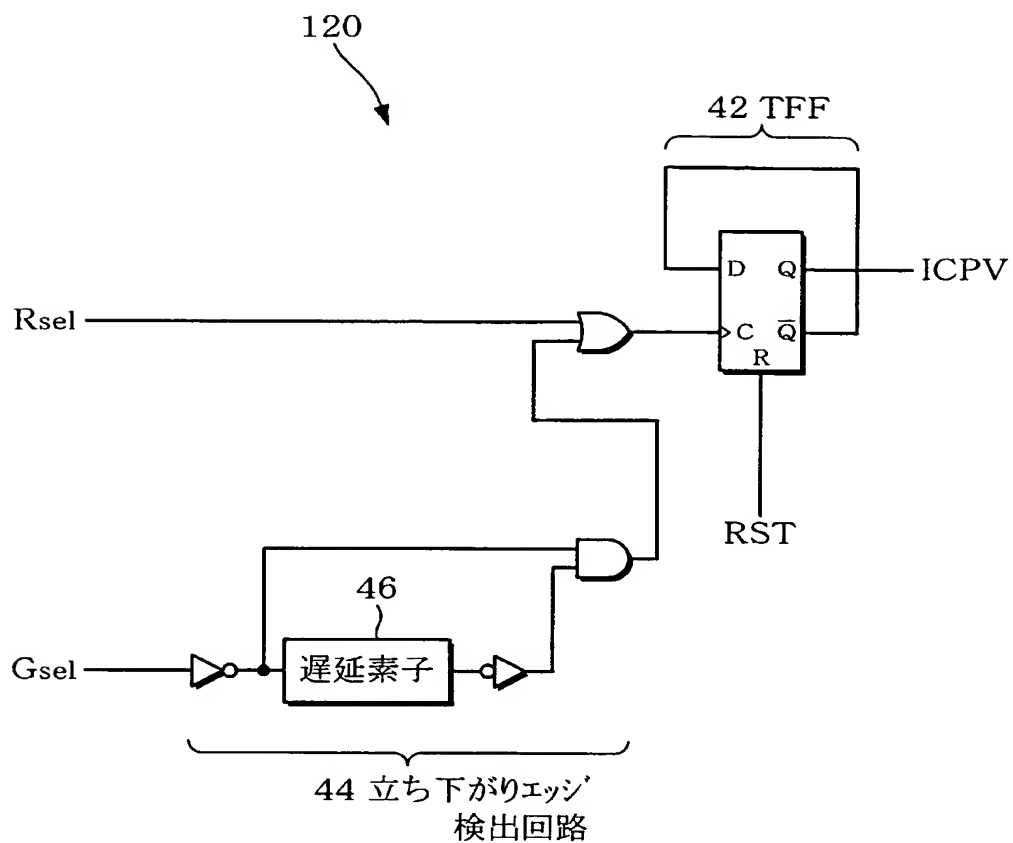 120
42 TFF
D Q
ICPV
Rsel
C Q̅
R
RST
46
Gsel
遅延素子
44 立ち下がりエッジ
検出回路